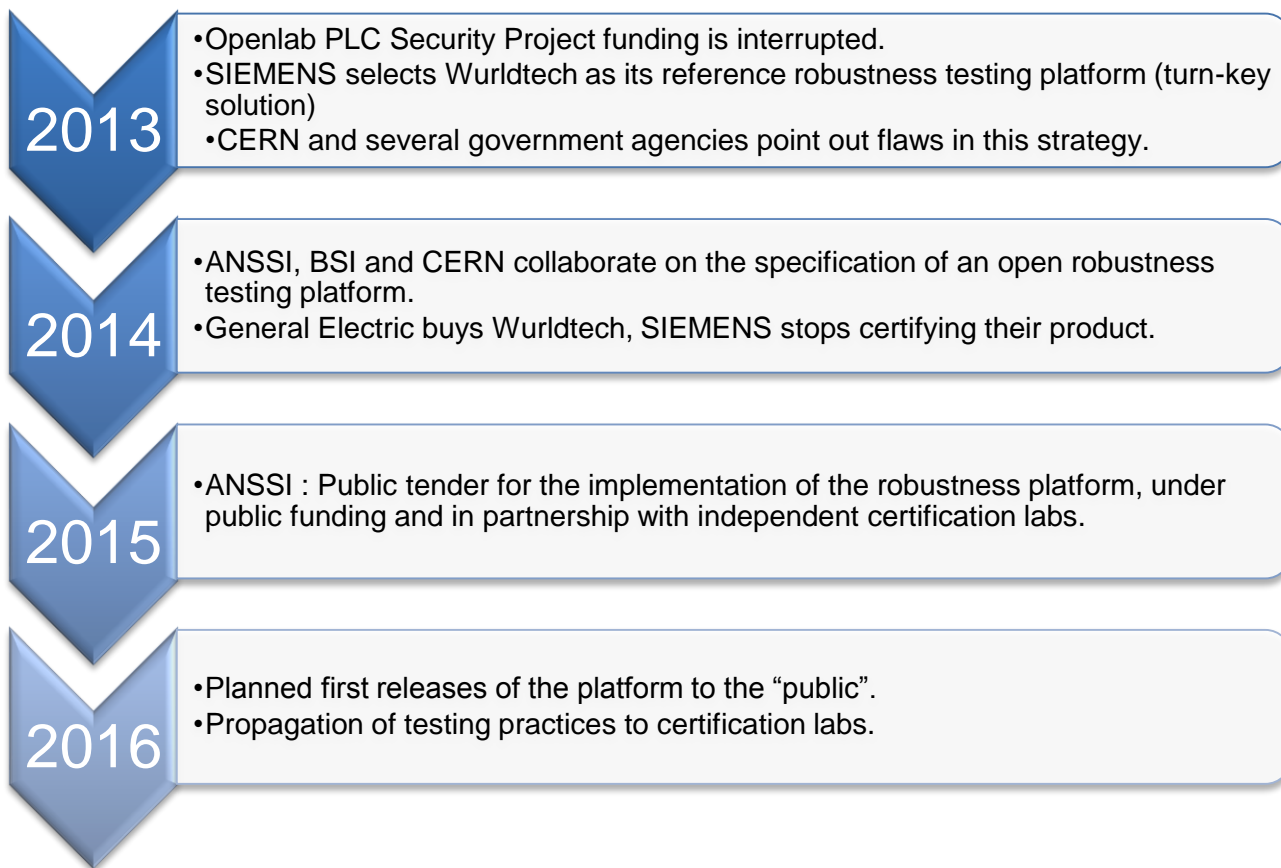 2013
•Openlab PLC Security Project funding is interrupted.
•SIEMENS selects Wurldtech as its reference robustness testing platform (turn-key
solution)
•CERN and several government agencies point out flaws in this strategy.
2014
•ANSSI, BSI and CERN collaborate on the specification of an open robustness
testing platform.
•General Electric buys Wurldtech, SIEMENS stops certifying their product.
2015
•ANSSI : Public tender for the implementation of the robustness platform, under
public funding and in partnership with independent certification labs.
2016
•Planned first releases of the platform to the “public”.
•Propagation of testing practices to certification labs.